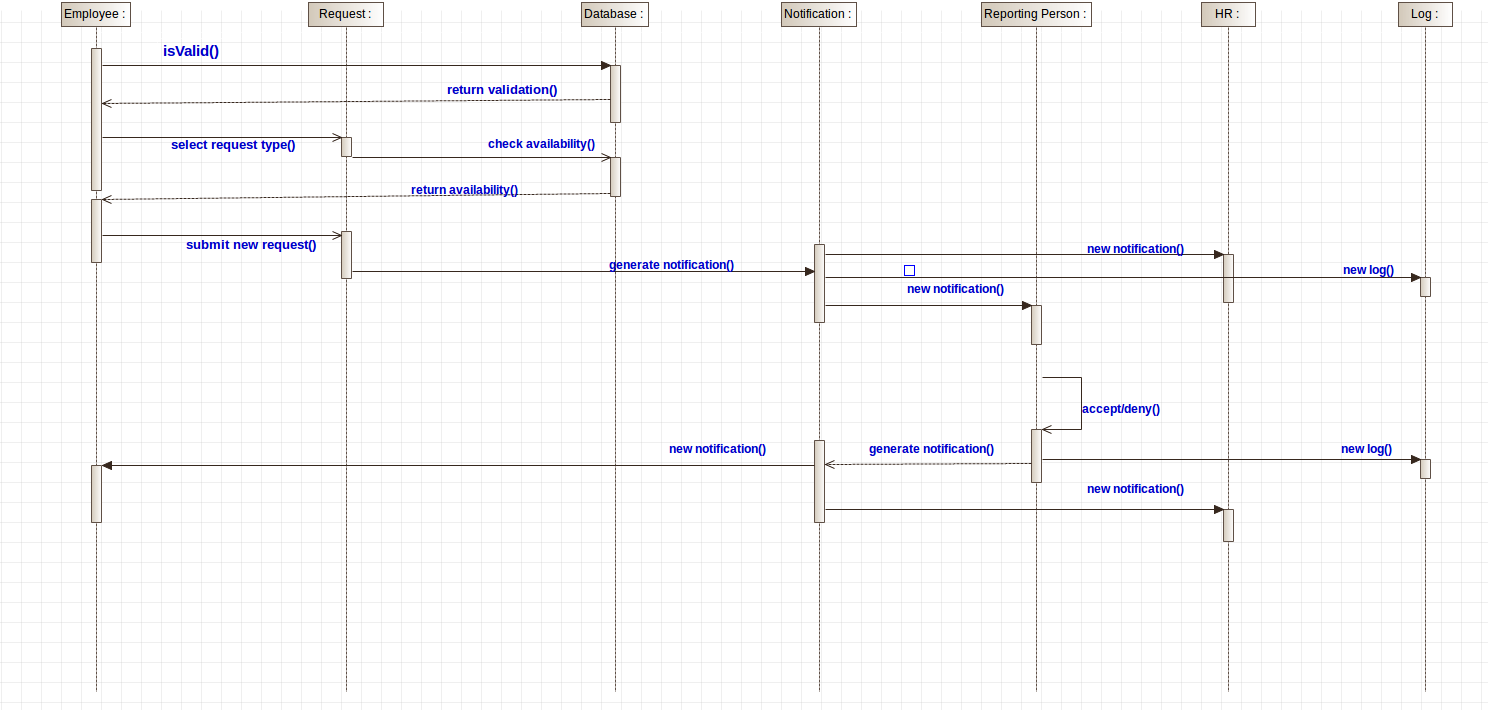 Employee :
Request :
Database :
Notification :
Reporting Person :
HR :
Log :
isValid()
return validation()
select request type()
check availability()
return availability()
submit new request()
new notification()
generate notification()
new log()
new notification()
accept/deny()
new notification()
generate notification()
new log()
new notification()